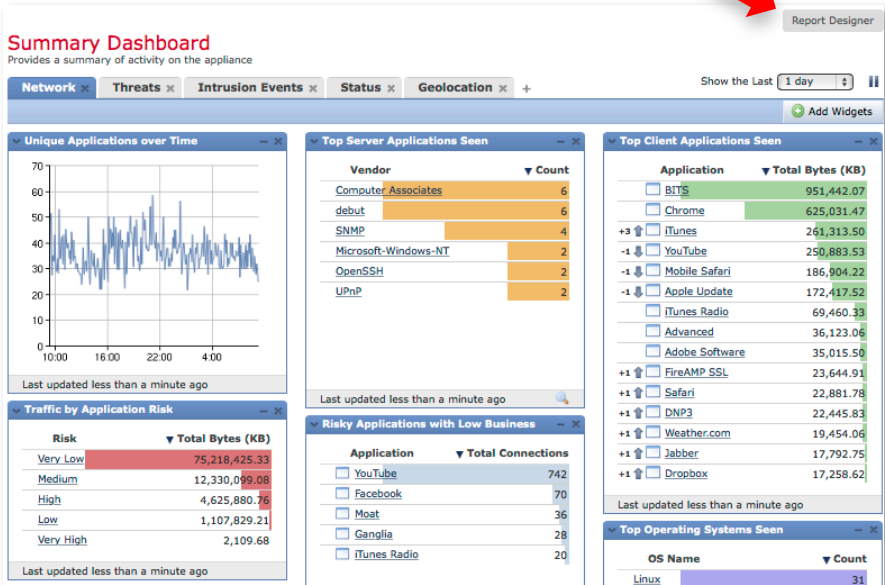 Report Designer
Summary Dashboard
Provides a summary of activity on the appliance
Network × Threats × Intrusion Events × Status × Geolocation × +
Show the Last 1 day
Add Widgets
Unique Applications over Time
70
60
50
40
30
20
10
0
10:00 16:00 22:00 4:00
Last updated less than a minute ago
Traffic by Application Risk
Risk Total Bytes (KB)
Very Low 75,218,425.33
Medium 12,330,099.08
High 4,625,880.76
Low 1,107,829.21
Very High 2,109.68
Last updated less than a minute ago
Top Server Applications Seen
Vendor Count
Computer Associates 6
debut 6
SNMP 4
Microsoft-Windows-NT 2
OpenSSH 2
UPnP 2
Last updated less than a minute ago
Risky Applications with Low Business
Application Total Connections
YouTube 742
Facebook 70
Moat 36
Ganglia 28
iTunes Radio 20
Top Client Applications Seen
Application Total Bytes (KB)
BITS 951,442.07
Chrome 625,031.47
+3 iTunes 261,313.50
-1 YouTube 250,883.53
-1 Mobile Safari 186,904.22
-1 Apple Update 172,417.52
iTunes Radio 69,460.33
Advanced 36,123.06
Adobe Software 35,015.50
+1 FireAMP SSL 23,644.91
+1 Safari 22,881.78
+1 DNP3 22,445.83
+1 Weather.com 19,454.06
+1 Jabber 17,792.75
+1 Dropbox 17,258.62
Last updated less than a minute ago
Top Operating Systems Seen
OS Name Count
Linux 31